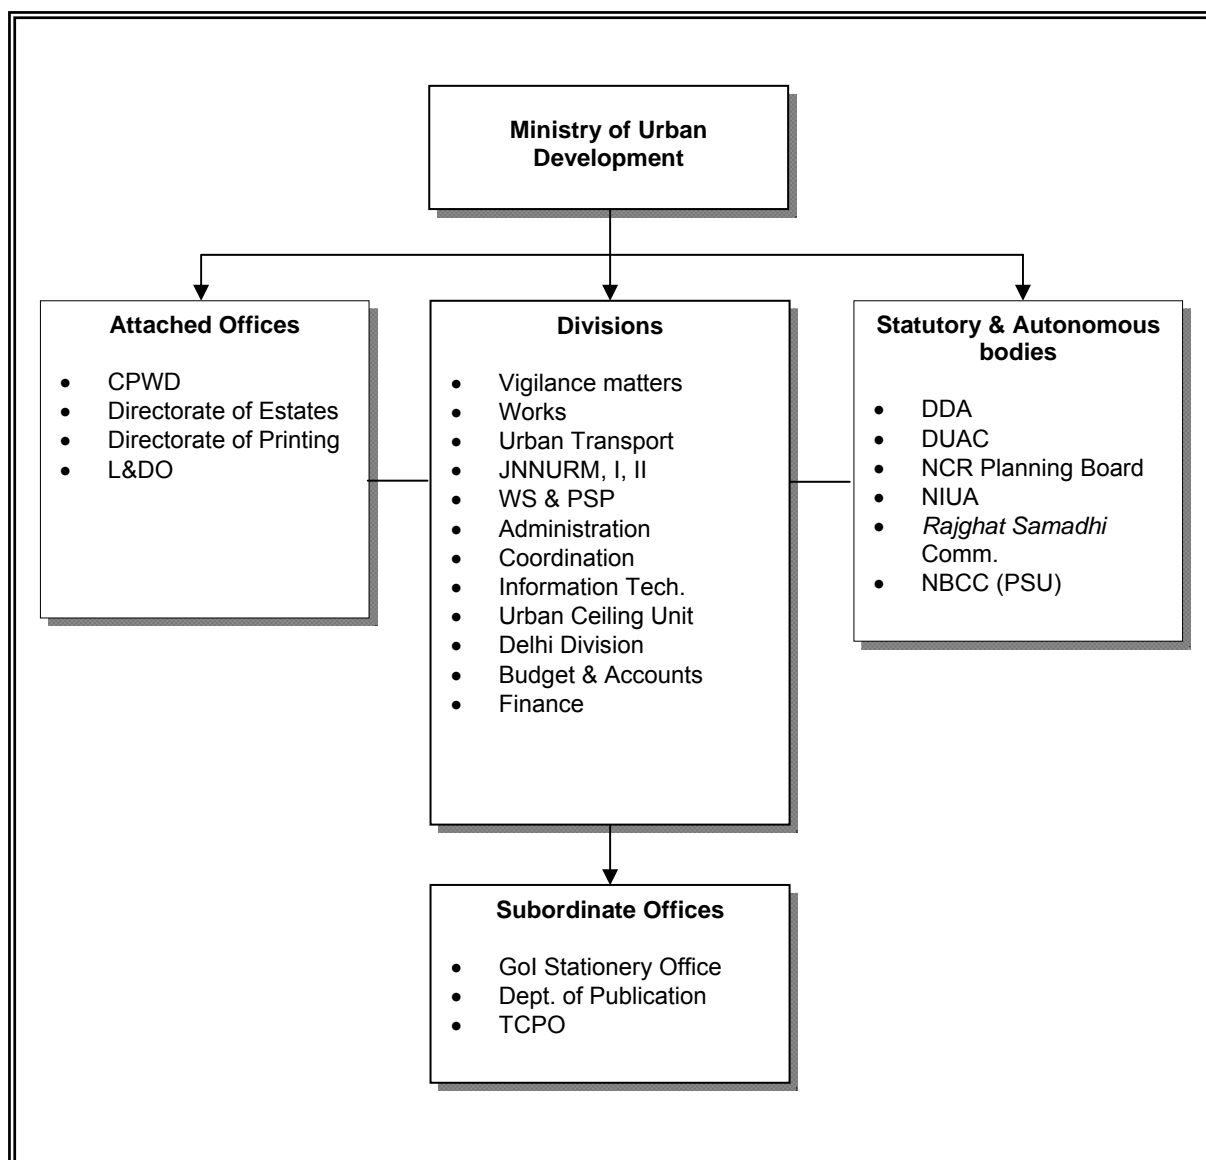 Ministry of Urban
Development
Attached Offices
• CPWD
• Directorate of Estates
• Directorate of Printing
• L&DO
Divisions
• Vigilance matters
• Works
• Urban Transport
• JNNURM, I, II
• WS & PSP
• Administration
• Coordination
• Information Tech.
• Urban Ceiling Unit
• Delhi Division
• Budget & Accounts
• Finance
Statutory & Autonomous
bodies
• DDA
• DUAC
• NCR Planning Board
• NIUA
• Rajghat Samadhi
Comm.
• NBCC (PSU)
Subordinate Offices
• GoI Stationery Office
• Dept. of Publication
• TCPO